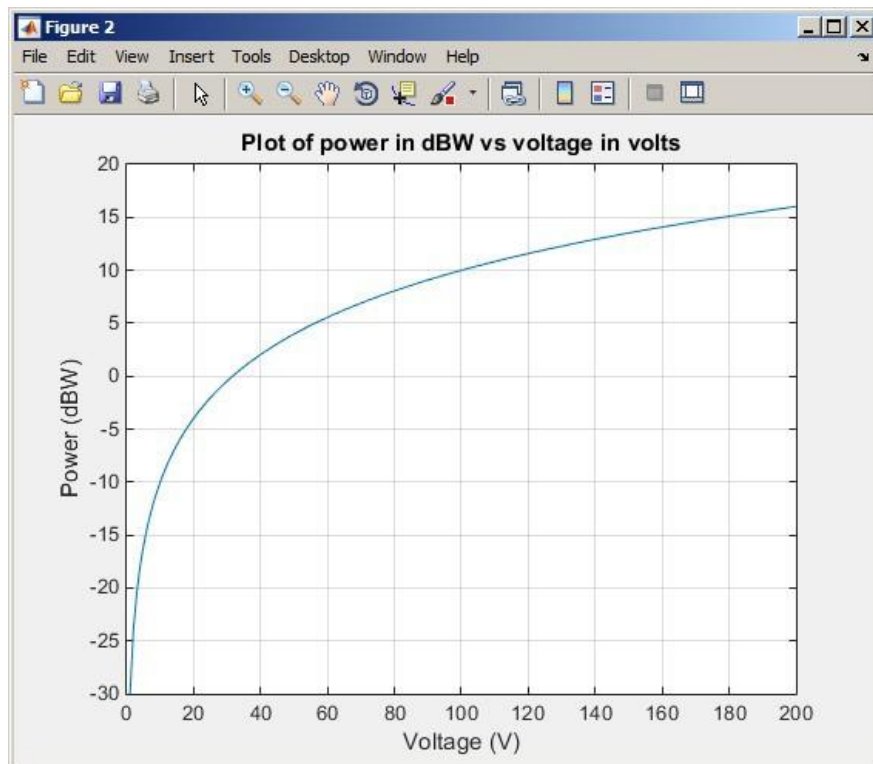 Figure 2
File Edit View Insert Tools Desktop Window Help
Plot of power in dBW vs voltage in volts
20
15
10
5
0
-5
-10
-15
-20
-25
-30
Power (dBW)
0 20 40 60 80 100 120 140 160 180 200
Voltage (V)